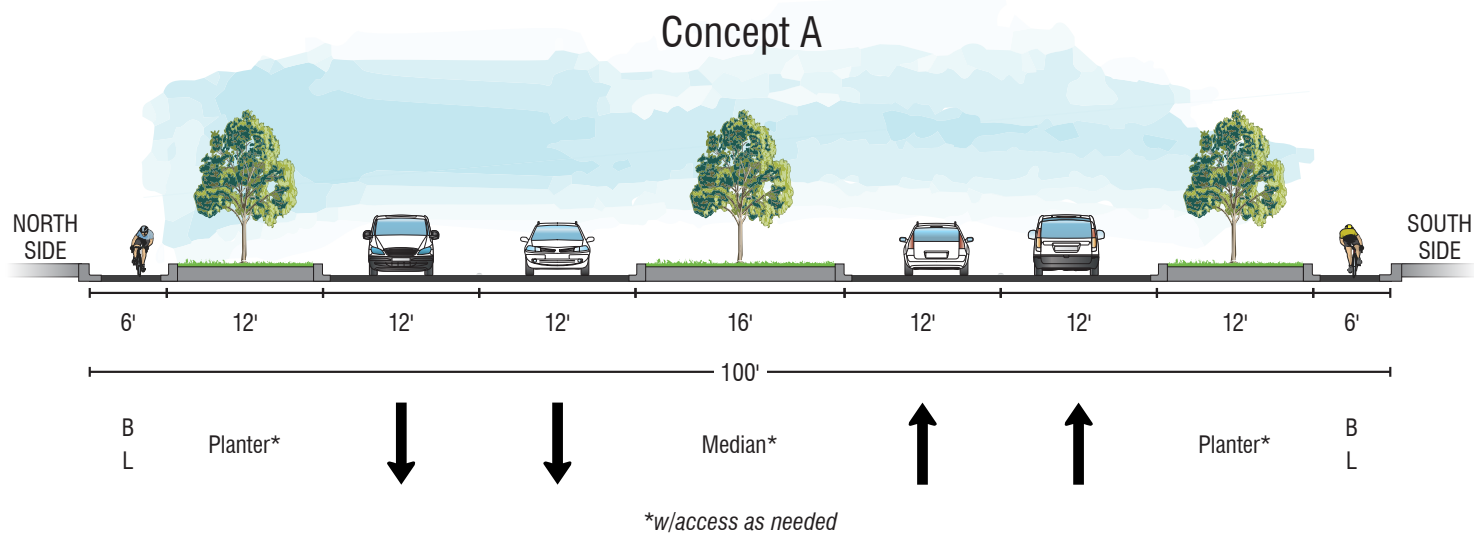 Concept A
NORTH
SIDE
SOUTH
SIDE
6' 12' 12' 12' 16' 12' 12' 12' 6'
100'
B
L
Planter*
Median*
Planter*
B
L
*w/access as needed